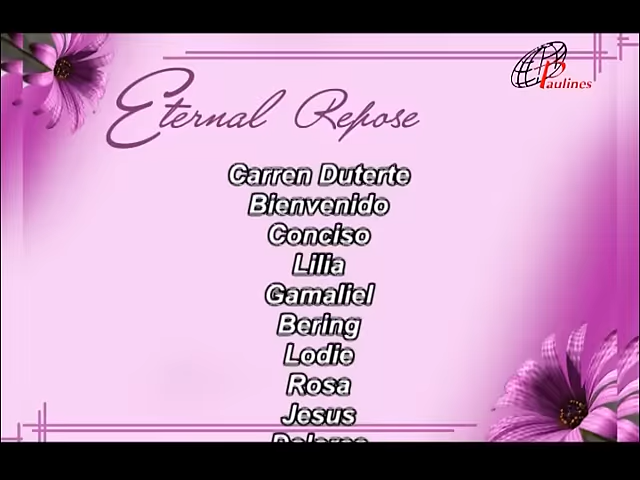 Paulines
Eternal Repose
Carren Duterte
Bienvenido
Conciso
Lilia
Gamaliel
Bering
Lodie
Rosa
Jesus